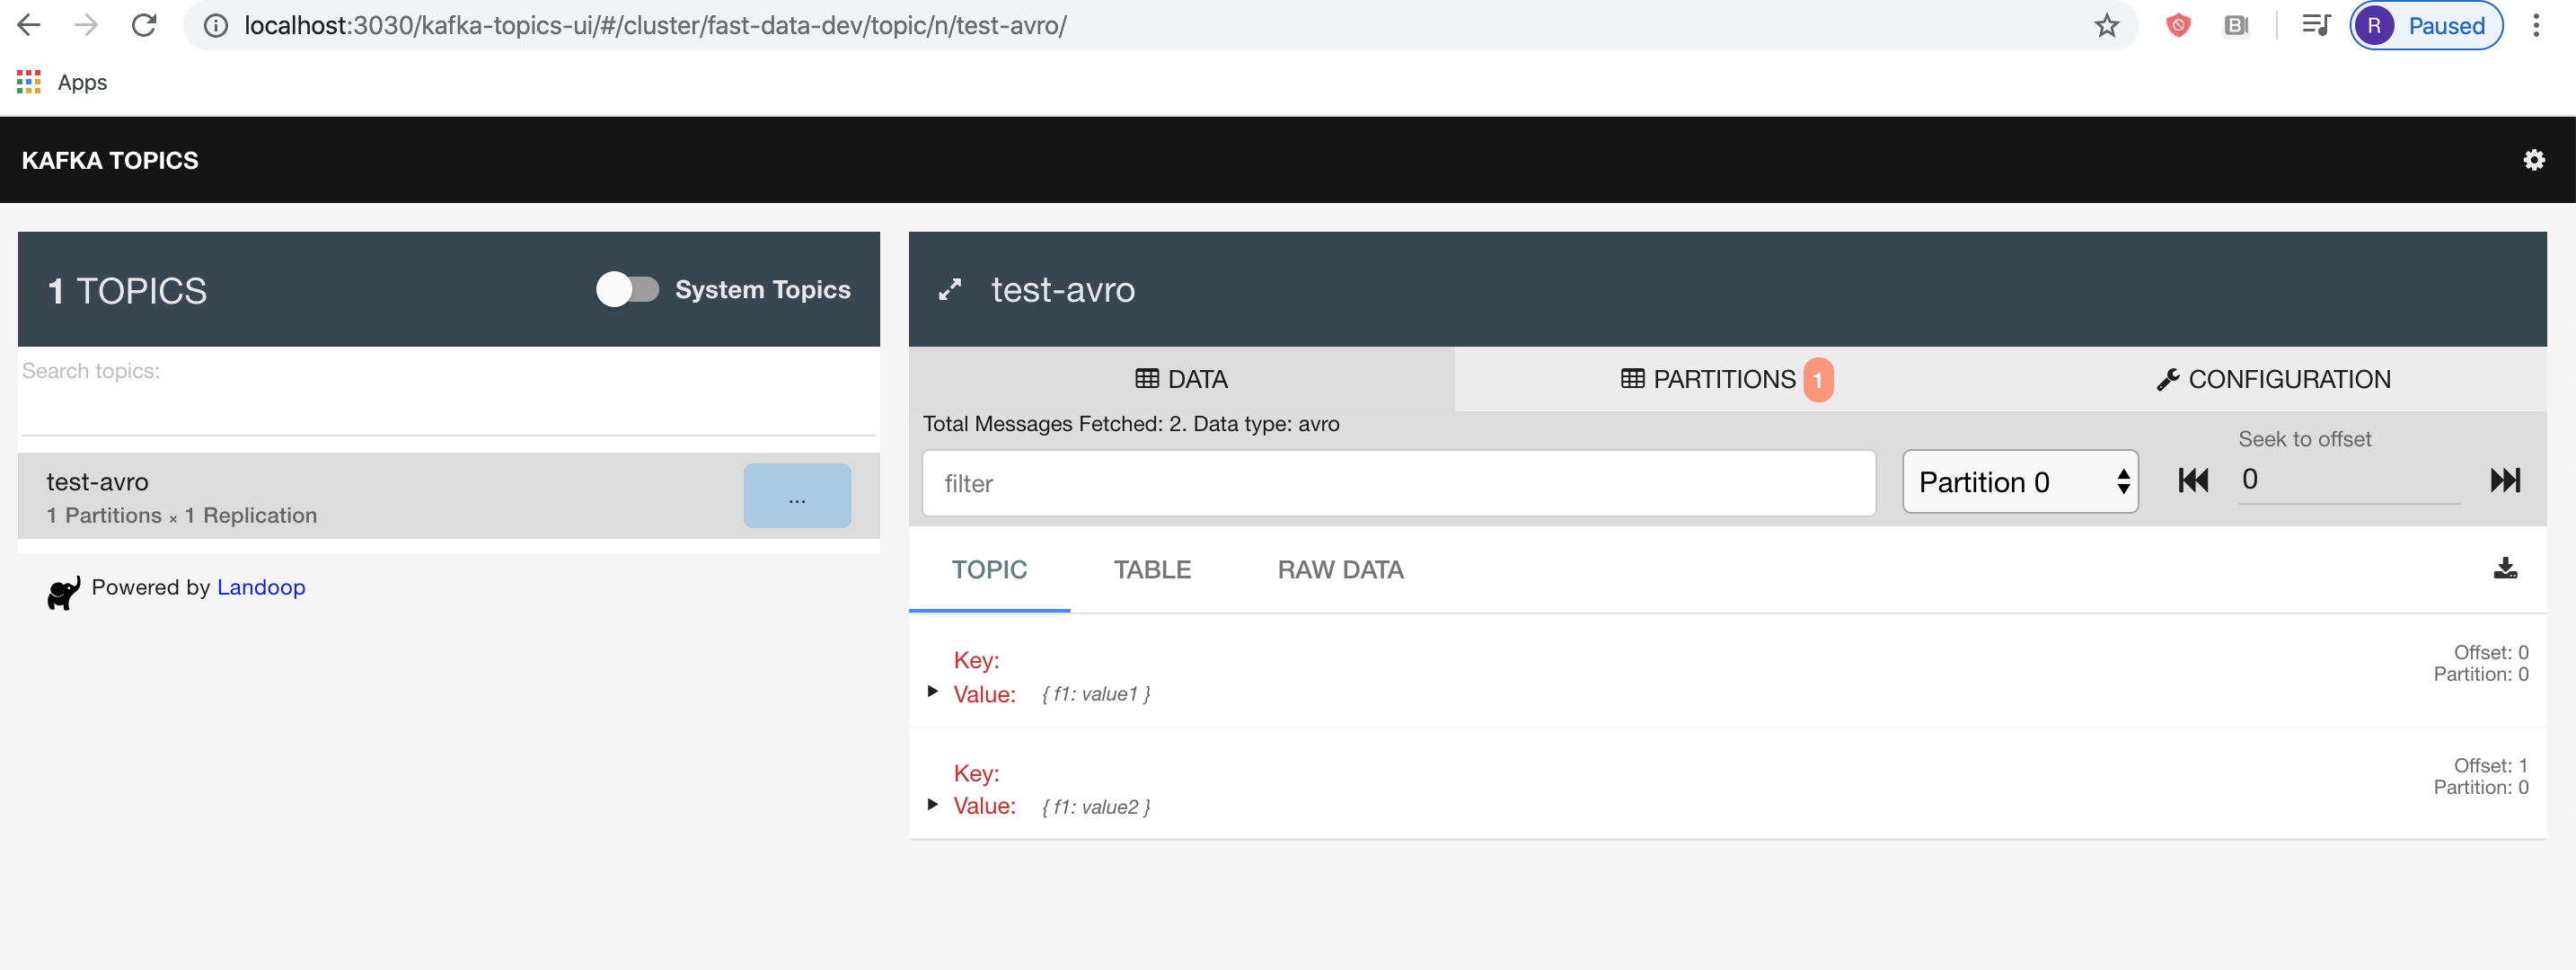 localhost:3030/kafka-topics-ui/#/cluster/fast-data-dev/topic/n/test-avro/
B
R Paused
Apps
KAFKA TOPICS
1 TOPICS
System Topics
Search topics:
test-avro
1 Partitions × 1 Replication
...
Powered by Landoop
test-avro
DATA
PARTITIONS 1
CONFIGURATION
Total Messages Fetched: 2. Data type: avro
filter
Partition 0
Seek to offset
0
TOPIC
TABLE
RAW DATA
Key:
Value: { f1: value1 }
Offset: 0
Partition: 0
Key:
Value: { f1: value2 }
Offset: 1
Partition: 0